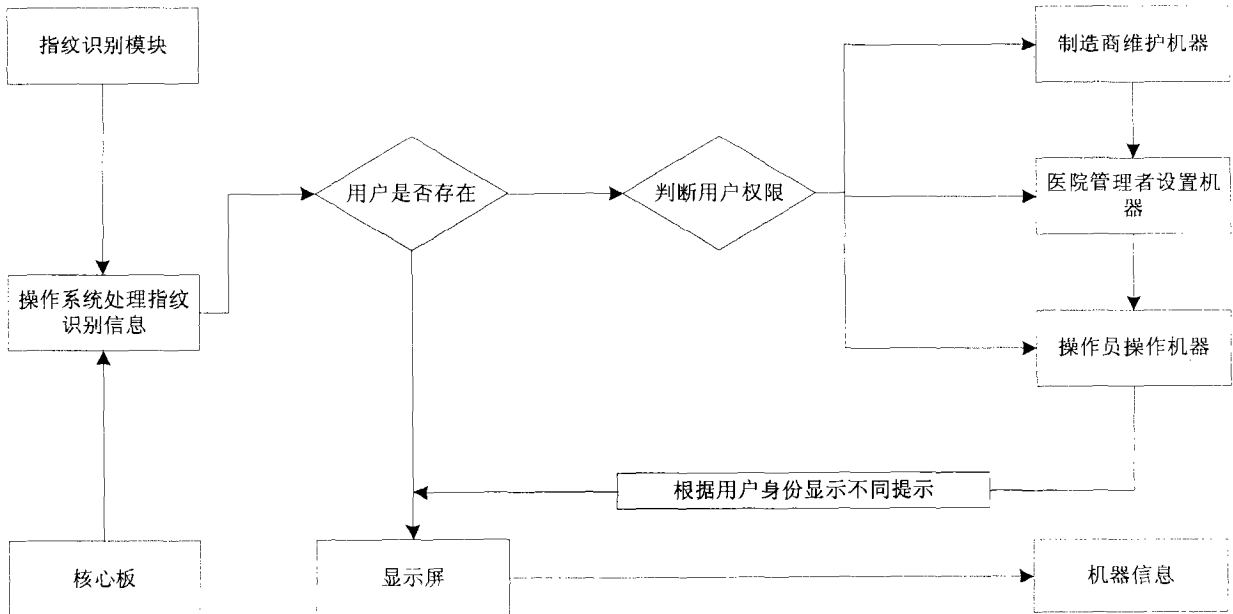 指纹识别模块
制造商维护机器
用户是否存在
判断用户权限
医院管理者设置机
器
操作系统处理指纹
识别信息
操作员操作机器
根据用户身份显示不同提示
核心板
显示屏
机器信息